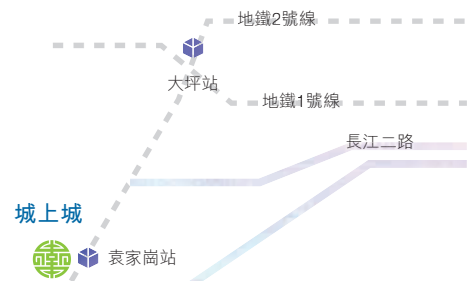 地鐵2號線
大坪站
地鐵1號線
長江二路
城上城
袁家崗站